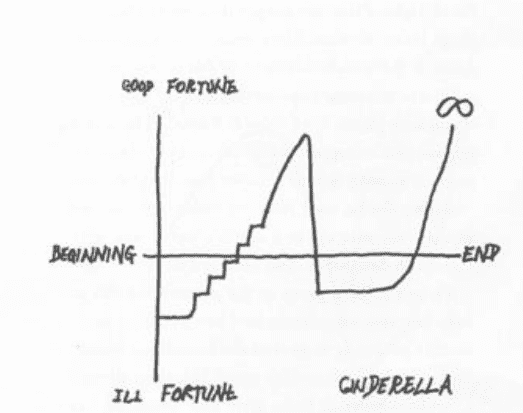 GOOD FORTUNE
∞
BEGINNING
END
ILL FORTUNE
CINDERELLA